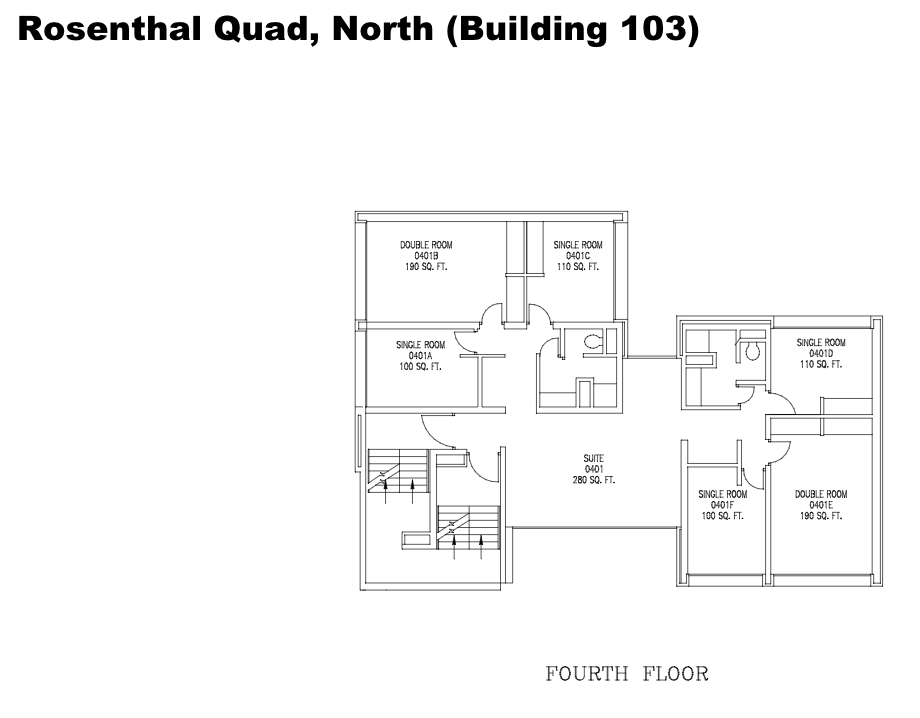 Rosenthal Quad, North (Building 103)
DOUBLE ROOM
0401B
190 SQ. FT.
SINGLE ROOM
0401C
110 SQ. FT.
SINGLE ROOM
0401A
100 SQ. FT.
SINGLE ROOM
0401D
110 SQ. FT.
SUITE
0401
280 SQ. FT.
SINGLE ROOM
0401F
100 SQ. FT.
DOUBLE ROOM
0401E
190 SQ. FT.
FOURTH FLOOR